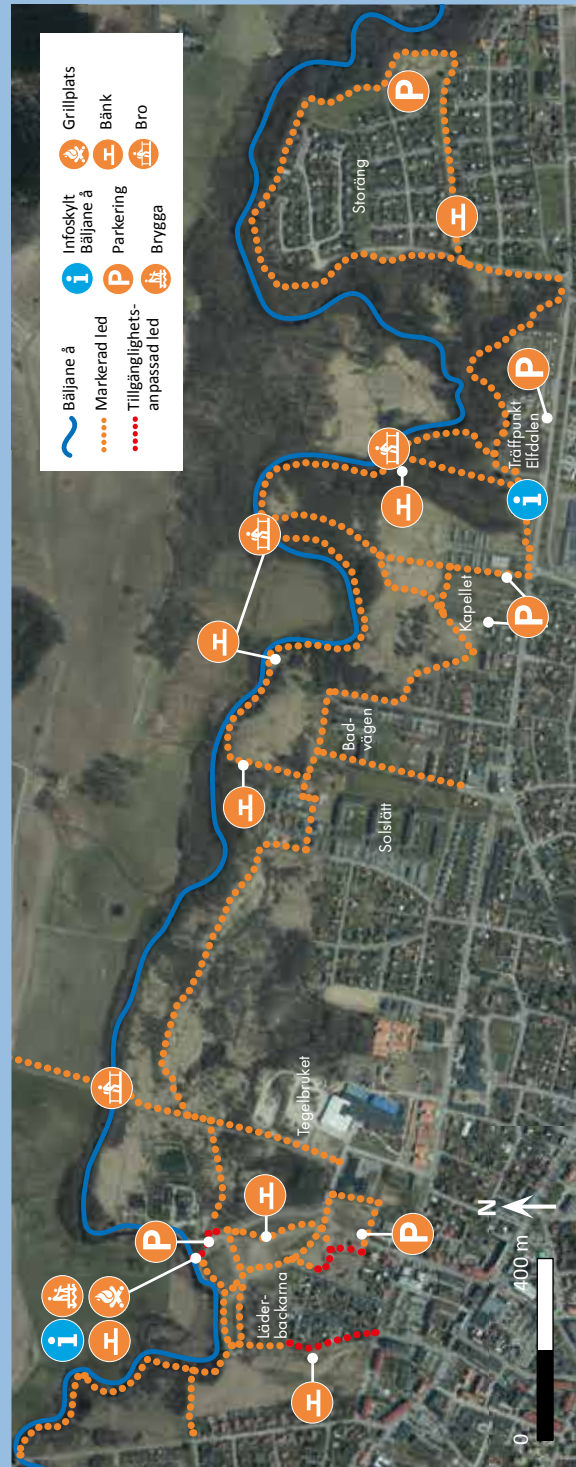 Bäljane å
Markerad led
Tillgänglighets-
anpassad led
Infoskylt
Bäljane å
Parkering
Brygga
Grillplats
Bänk
Bro
i
P
Läder-
backarna
Tegelbruket
P
P
Solslätt
Bad-
vägen
Kapellet
P
i
Träffpunkt
Elfdalen
P
Storäng
P
i
N
0
400 m